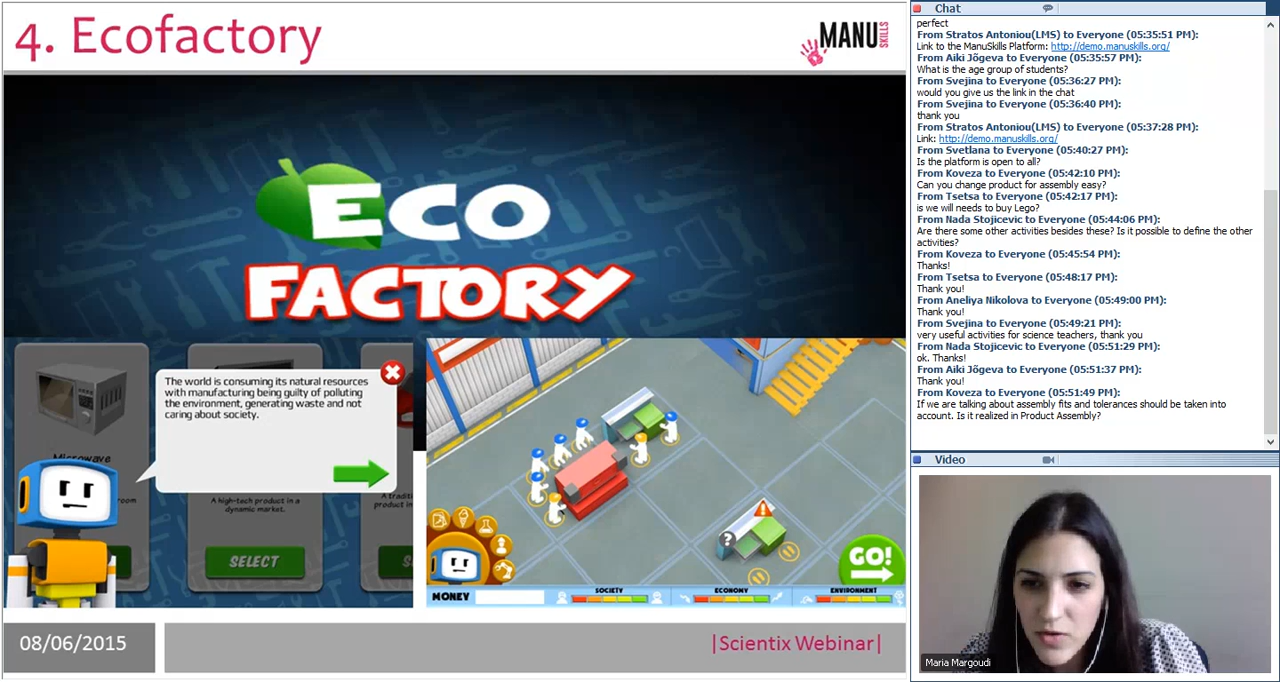 4. Ecofactory
MANU
SKILLS
ECO
FACTORY
Microwave
The world is consuming its natural resources
with manufacturing being guilty of polluting
the environment, generating waste and not
caring about society.
A high-tech product in a
dynamic market.
SELECT
MONEY
SOCIETY
ECONOMY
ENVIRONMENT
GO!
?
!
08/06/2015
|Scientix Webinar|
Chat
perfect
From Stratos Antoniou(LMS) to Everyone (05:35:51 PM):
Link to the ManuSkills Platform: http://demo.manuskills.org/
From Aiki Jõgeva to Everyone (05:35:57 PM):
What is the age group of students?
From Svejina to Everyone (05:36:27 PM):
would you give us the link in the chat
From Svejina to Everyone (05:36:40 PM):
thank you
From Stratos Antoniou(LMS) to Everyone (05:37:28 PM):
Link: http://demo.manuskills.org/
From Svetlana to Everyone (05:40:27 PM):
Is the platform is open to all?
From Koveza to Everyone (05:42:10 PM):
Can you change product for assembly easy?
From Tsetsa to Everyone (05:42:17 PM):
is we will needs to buy Lego?
From Nada Stojicevic to Everyone (05:44:06 PM):
Are there some other activities besides these? Is it possible to define the other
activities?
From Koveza to Everyone (05:45:54 PM):
Thanks!
From Tsetsa to Everyone (05:48:17 PM):
Thank you!
From Aneliya Nikolova to Everyone (05:49:00 PM):
Thank you!
From Svejina to Everyone (05:49:21 PM):
very useful activities for science teachers, thank you
From Nada Stojicevic to Everyone (05:51:29 PM):
ok. Thanks!
From Aiki Jõgeva to Everyone (05:51:37 PM):
Thank you!
From Koveza to Everyone (05:51:49 PM):
If we are talking about assembly fits and tolerances should be taken into
account. Is it realized in Product Assembly?
Video
Maria Margoudi